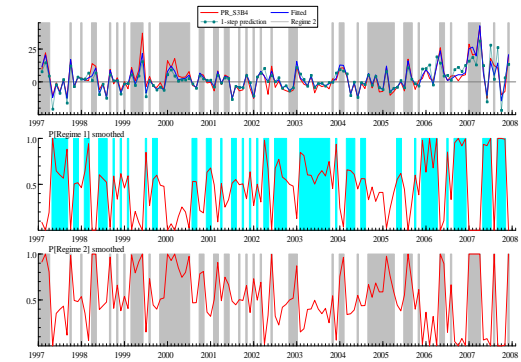 PR_S3B4 Fitted
1-step prediction Regime 2
25
0
1997 1998 1999 2000 2001 2002 2003 2004 2005 2006 2007 2008
1.0 P[Regime 1] smoothed
0.5
1997 1998 1999 2000 2001 2002 2003 2004 2005 2006 2007 2008
P[Regime 2] smoothed
1.0
0.5
1997 1998 1999 2000 2001 2002 2003 2004 2005 2006 2007 2008